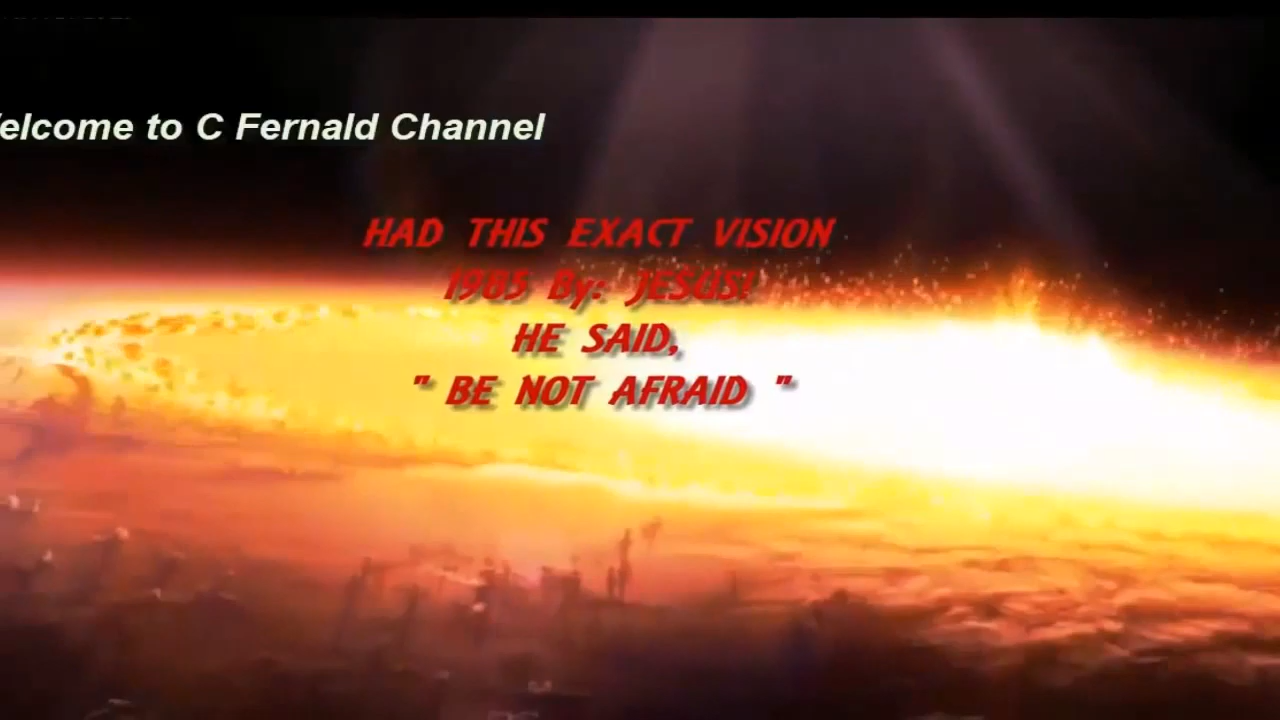 elcome to C Fernald Channel
HAD THIS EXACT VISION
1985 By: JESUS!
HE SAID,
" BE NOT AFRAID "